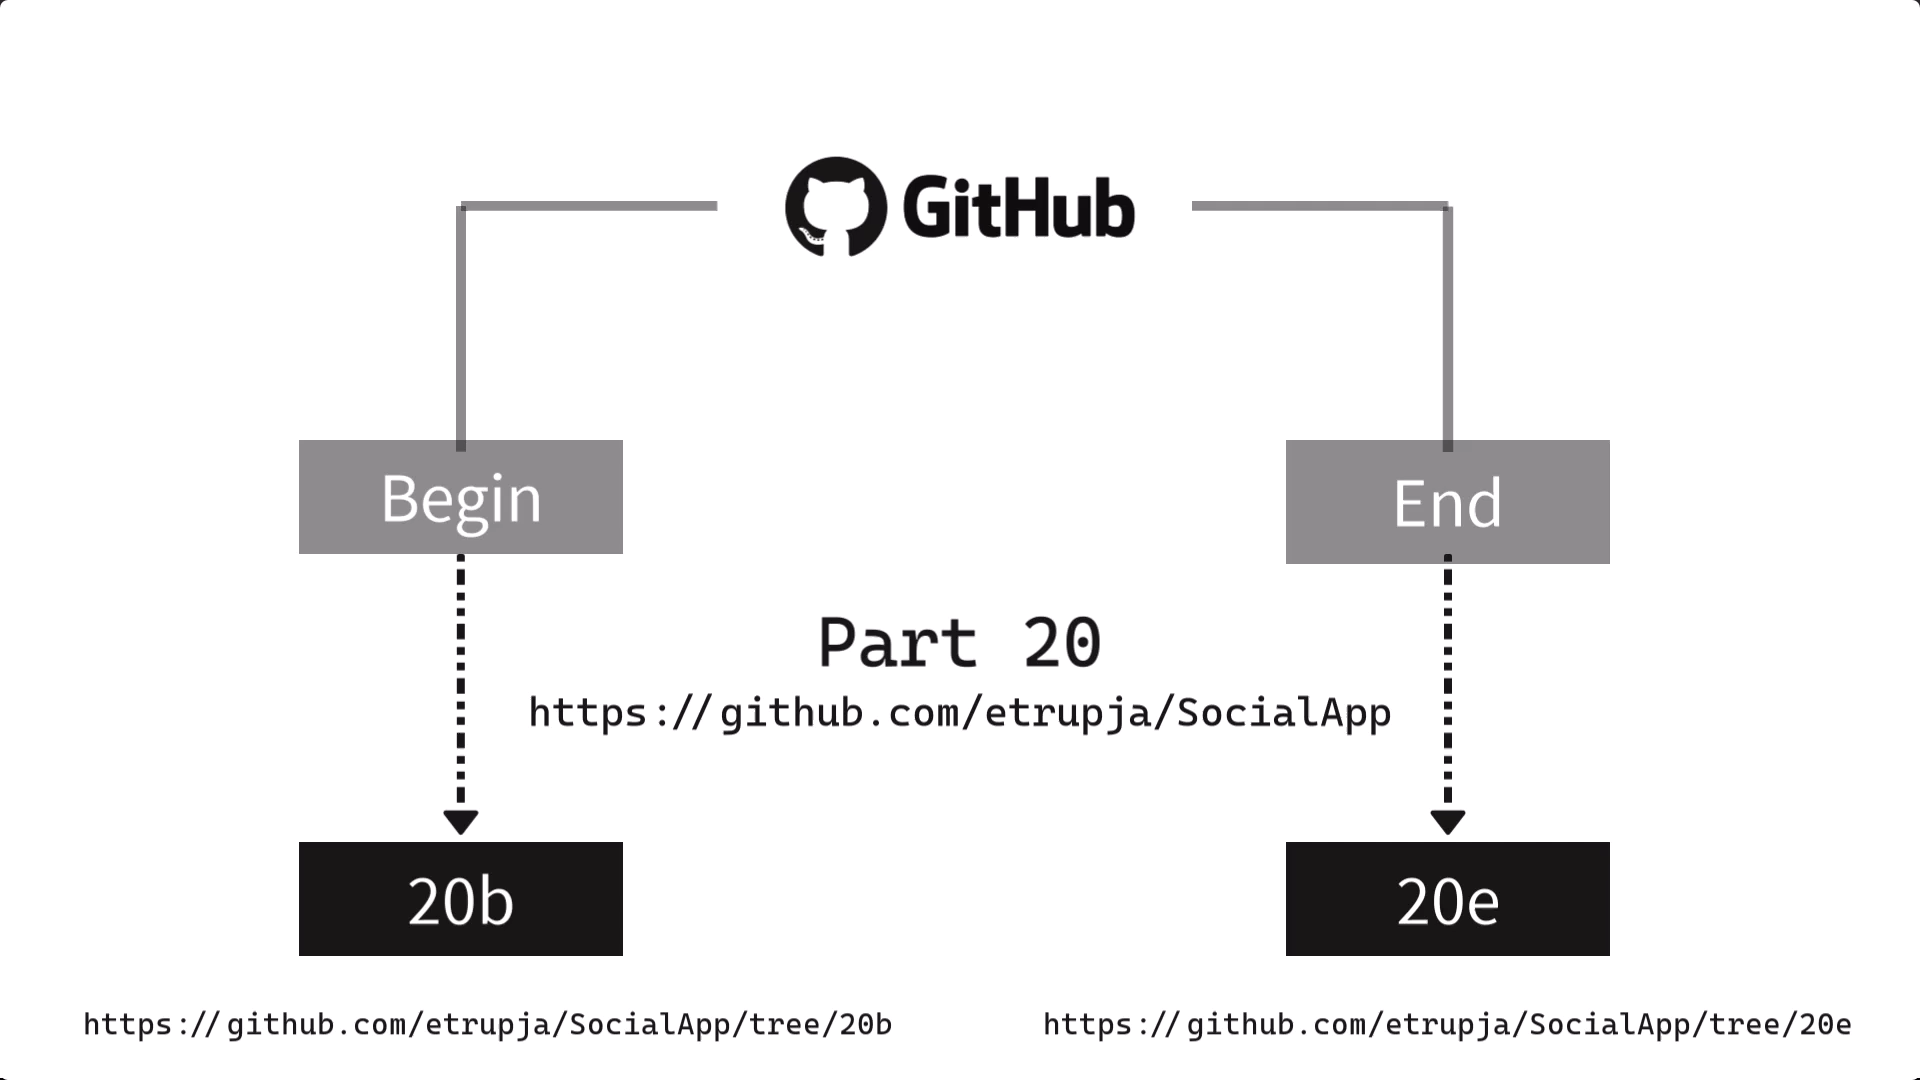 GitHub
Begin
End
Part 20
https://github.com/etrupja/SocialApp
20b
20e
https://github.com/etrupja/SocialApp/tree/20b
https://github.com/etrupja/SocialApp/tree/20e